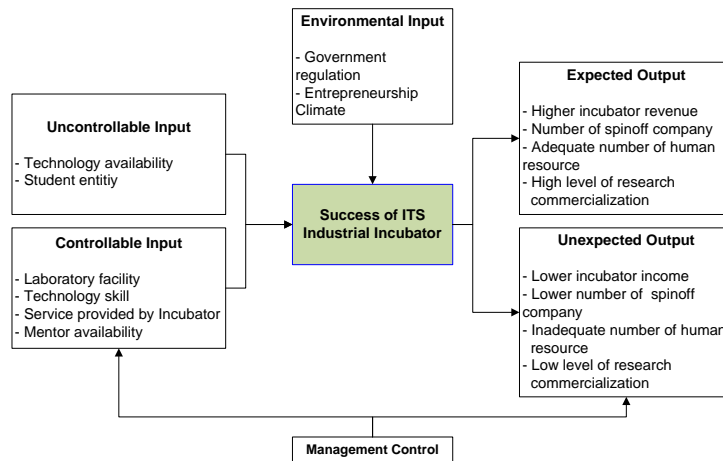 Environmental Input
- Government
regulation
- Entrepreneurship
Climate
Uncontrollable Input
- Technology availability
- Student entitiy
Controllable Input
- Laboratory facility
- Technology skill
- Service provided by Incubator
- Mentor availability
Success of ITS
Industrial Incubator
Expected Output
- Higher incubator revenue
- Number of spinoff company
- Adequate number of human
resource
- High level of research
commercialization
Unexpected Output
- Lower incubator income
- Lower number of spinoff
company
- Inadequate number of human
resource
- Low level of research
commercialization
Management Control